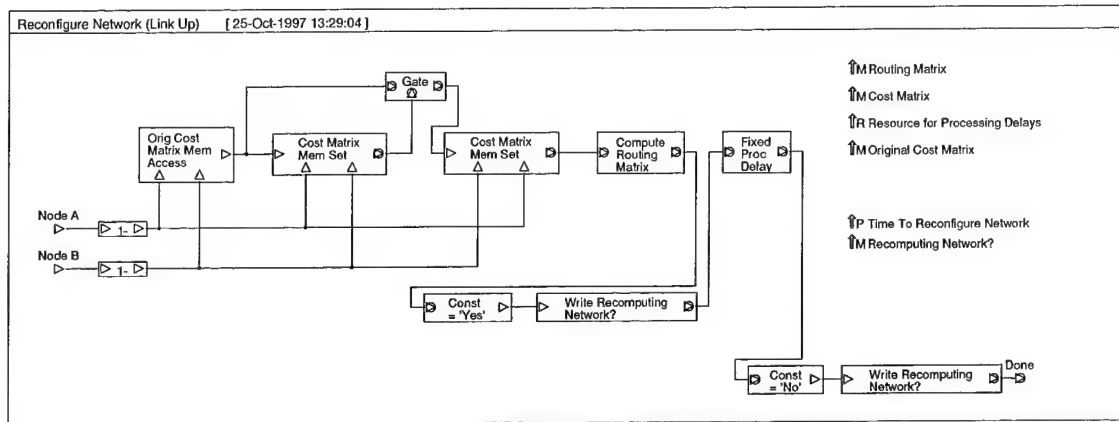 Reconfigure Network (Link Up) [ 25-Oct-1997 13:29:04 ]
Gate
⇑M Routing Matrix
⇑M Cost Matrix
⇑R Resource for Processing Delays
⇑M Original Cost Matrix
Orig Cost
Matrix Mem
Access
Cost Matrix
Mem Set
Cost Matrix
Mem Set
Compute
Routing
Matrix
Fixed
Proc
Delay
Node A
1-
Node B
1-
⇑P Time To Reconfigure Network
⇑M Recomputing Network?
Const
= 'Yes'
Write Recomputing
Network?
Const
= 'No'
Write Recomputing
Network?
Done